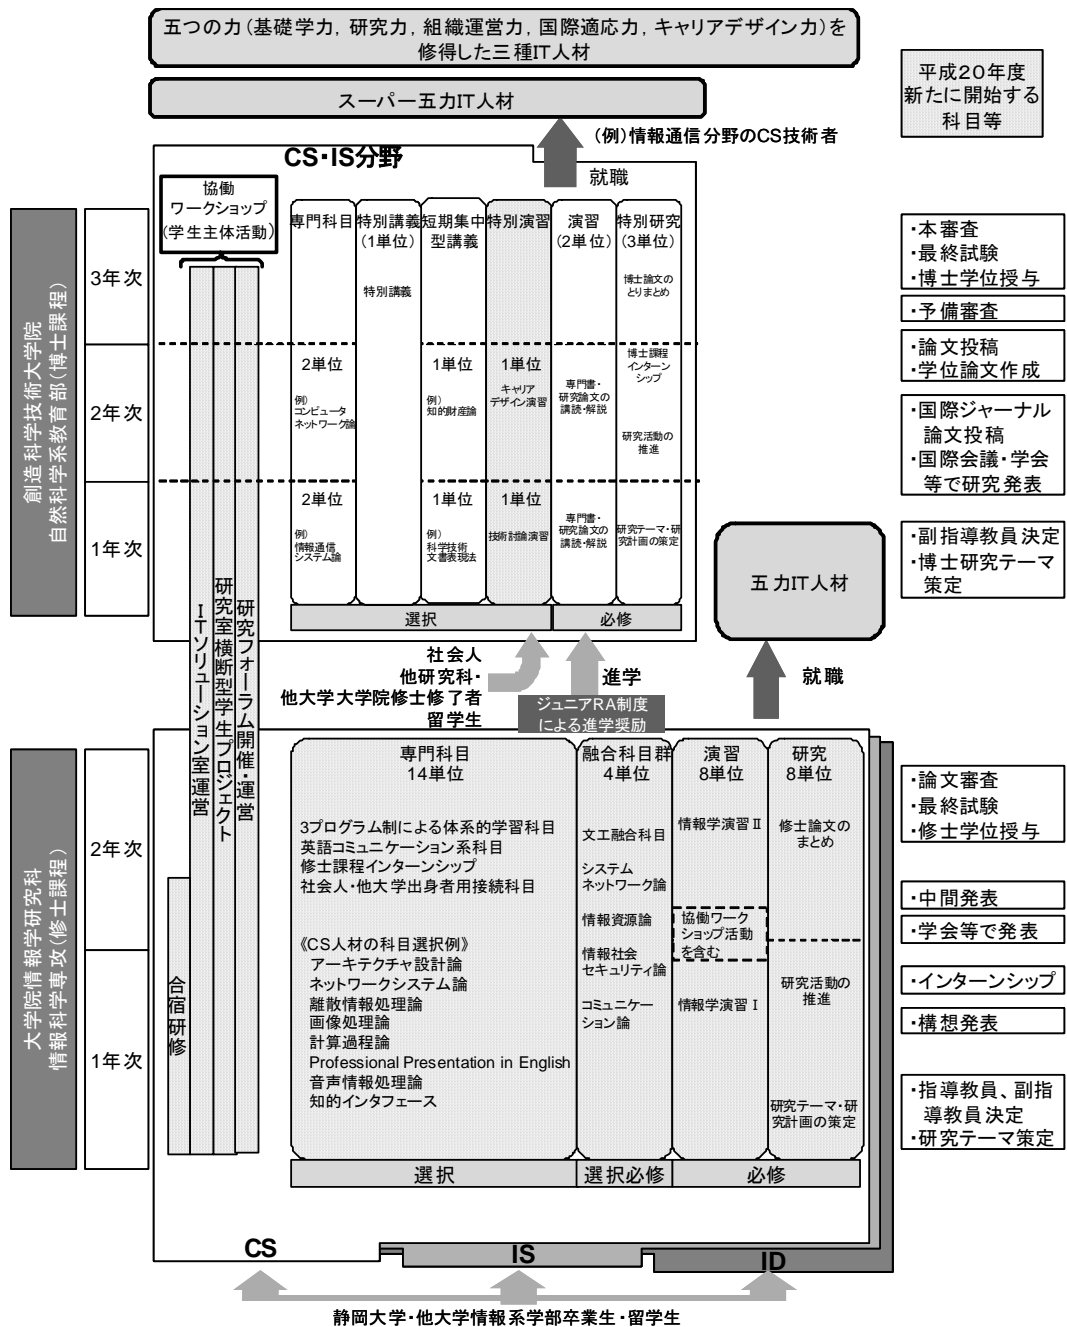 五つの力(基礎学力, 研究力, 組織運営力, 国際適応力, キャリアデザイン力)を
修得した三種IT人材
スーパー五力IT人材
平成20年度
新たに開始する
科目等
(例)情報通信分野のCS技術者
就職
CS・IS分野
協働
ワークショップ
(学生主体活動)
創造科学技術大学院
自然科学系教育部(博士課程)
3年次
2年次
1年次
専門科目
特別講義
(1単位)
短期集中
型講義
特別演習
演習
(2単位)
特別研究
(3単位)
特別講義
博士論文の
とりまとめ
2単位
例)
コンピュータ
ネットワーク論
1単位
例)
知的財産論
1単位
キャリア
デザイン演習
専門書・
研究論文の
講読・解説
博士課程
インターン
シップ
研究活動の
推進
2単位
例)
情報通信
システム論
1単位
例)
科学技術
文書表現法
1単位
技術討論演習
専門書・
研究論文の
講読・解説
研究テーマ・研
究計画の策定
選択
必修
・本審査
・最終試験
・博士学位授与
・予備審査
・論文投稿
・学位論文作成
・国際ジャーナル
論文投稿
・国際会議・学会
等で研究発表
・副指導教員決定
・博士研究テーマ
策定
五力IT人材
就職
社会人
他研究科・
他大学大学院修士修了者
留学生
進学
ジュニアRA制度
による進学奨励
ITソリューション室運営
研究室横断型学生プロジェクト
研究フォーラム開催・運営
合宿研修
大学院情報学研究科
情報科学専攻(修士課程)
2年次
1年次
専門科目
14単位
3プログラム制による体系的学習科目
英語コミュニケーション系科目
修士課程インターンシップ
社会人・他大学出身者用接続科目
《CS人材の科目選択例》
アーキテクチャ設計論
ネットワークシステム論
離散情報処理論
画像処理論
計算過程論
Professional Presentation in English
音声情報処理論
知的インタフェース
融合科目群
4単位
文工融合科目
システム
ネットワーク論
情報資源論
情報社会
セキュリティ論
コミュニケー
ション論
演習
8単位
情報学演習Ⅱ
協働ワーク
ショップ活動
を含む
情報学演習Ⅰ
研究
8単位
修士論文の
まとめ
研究活動の
推進
研究テーマ・研
究計画の策定
選択
選択必修
必修
・論文審査
・最終試験
・修士学位授与
・中間発表
・学会等で発表
・インターンシップ
・構想発表
・指導教員、副指
導教員決定
・研究テーマ策定
CS
IS
ID
静岡大学・他大学情報系学部卒業生・留学生